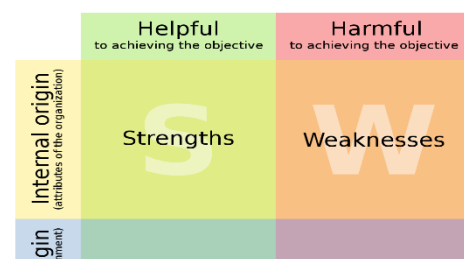 Helpful
to achieving the objective
Harmful
to achieving the objective
Internal origin
(attributes of the organization)
S
Strengths
W
Weaknesses